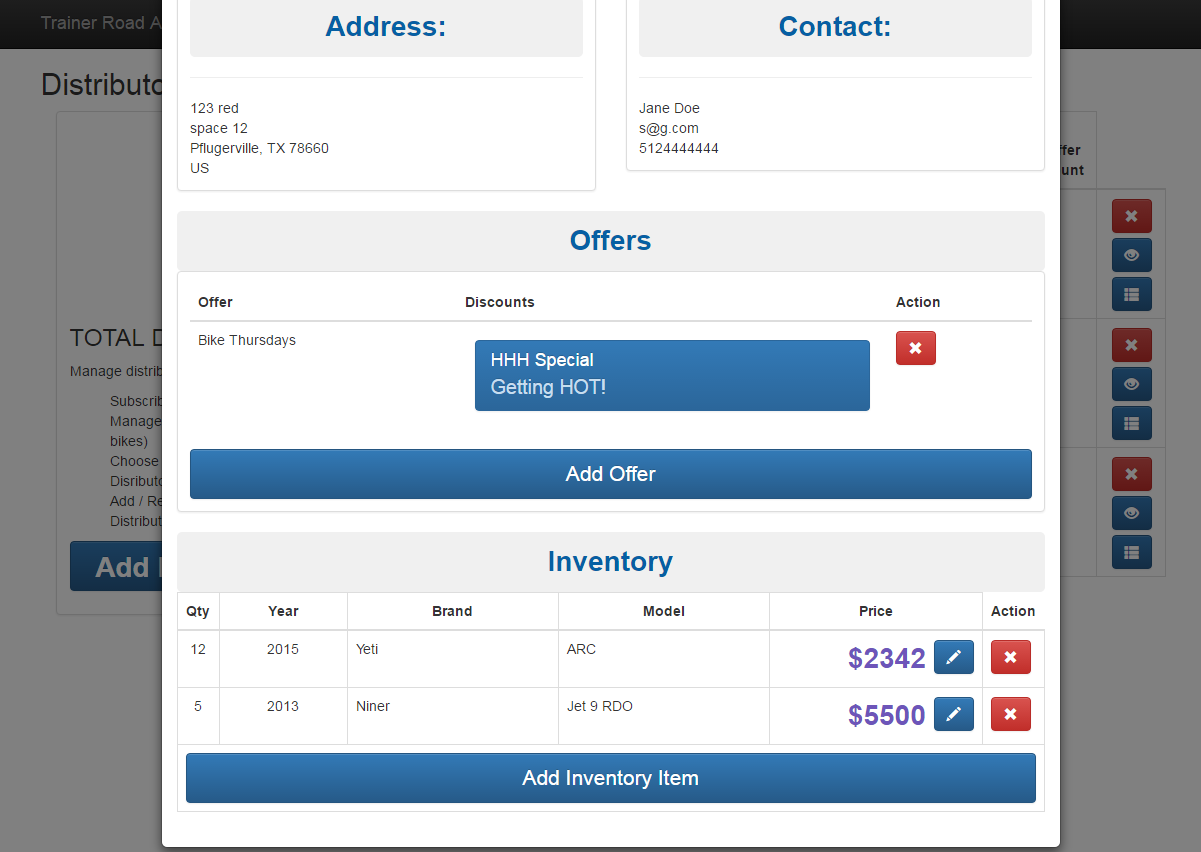 Trainer Road A
Distributo
Address:
123 red
space 12
Pflugerville, TX 78660
US
Contact:
Jane Doe
s@g.com
5124444444
Offers
Offer Discounts Action
Bike Thursdays
HHH Special
Getting HOT!
Add Offer
Inventory
Qty Year Brand Model Price Action
12 2015 Yeti ARC $2342
5 2013 Niner Jet 9 RDO $5500
Add Inventory Item
TOTAL D
Manage distrib
Subscrib
Manage
bikes)
Choose
Disributo
Add / Re
Distribut
Add
ffer
unt